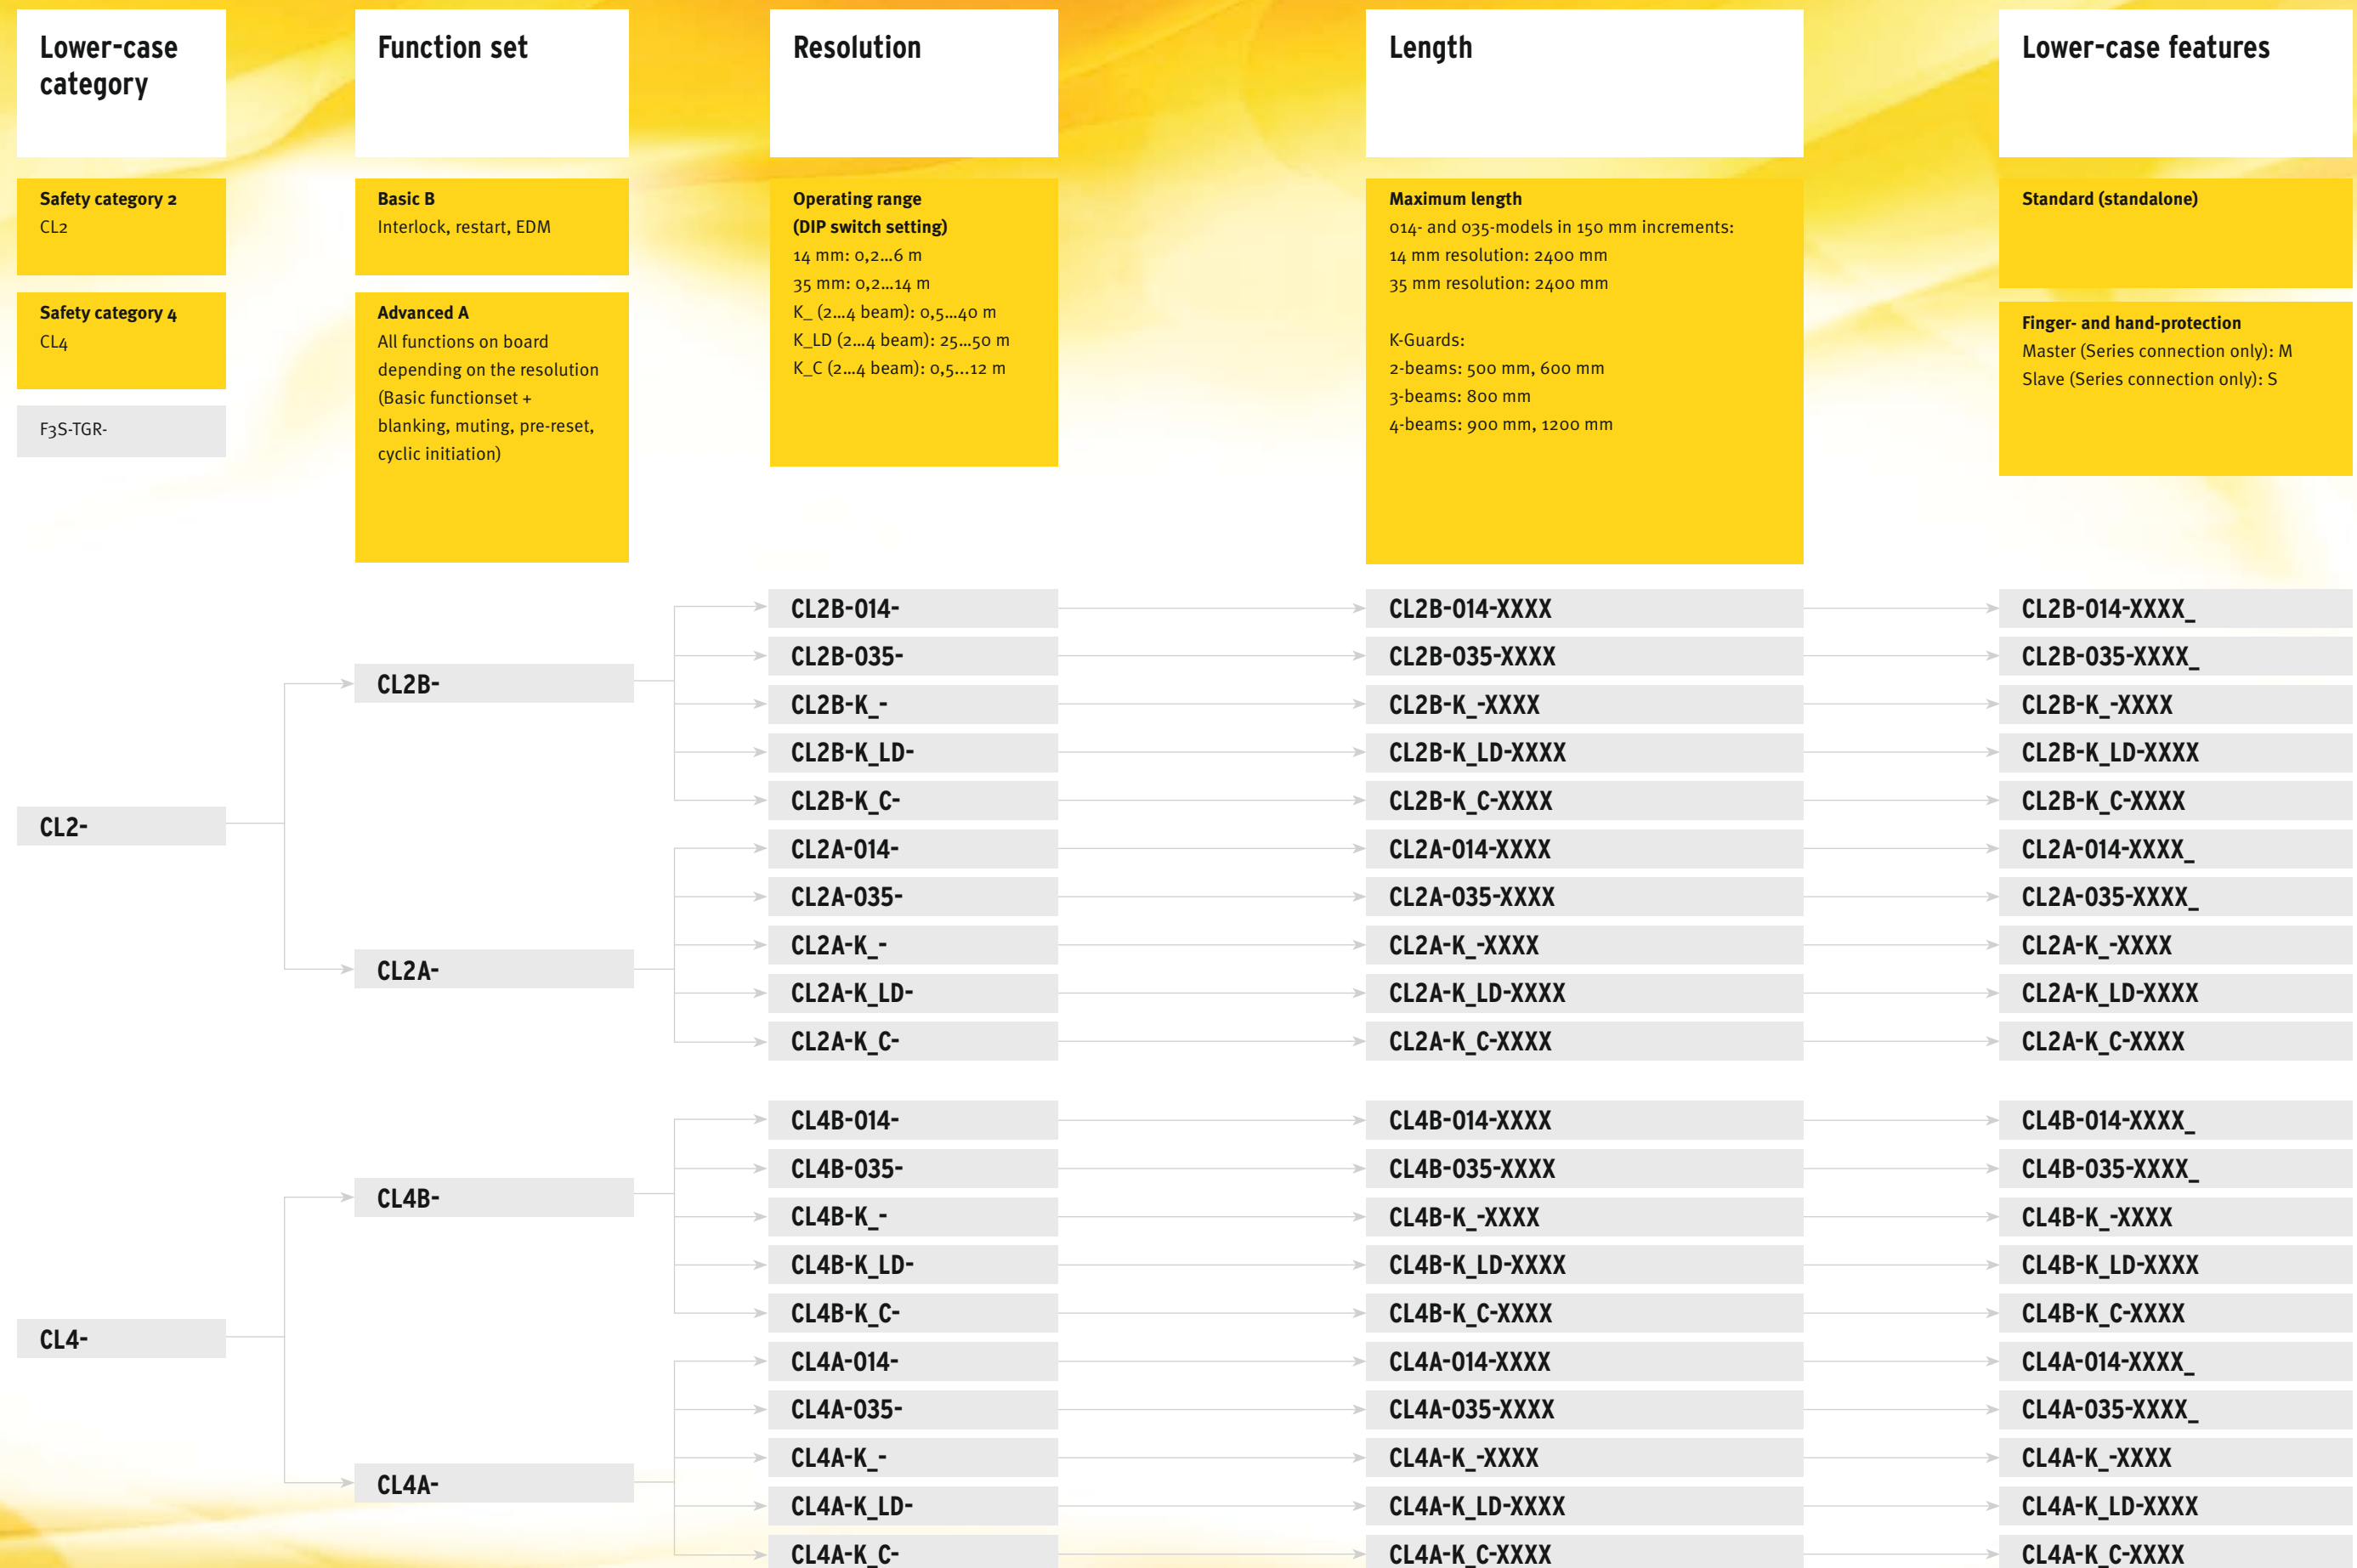 Lower-case
category
Function set
Resolution
Length
Lower-case features
Safety category 2
CL2
Safety category 4
CL4
F3S-TGR-
Basic B
Interlock, restart, EDM
Advanced A
All functions on board
depending on the resolution
(Basic functionset +
blanking, muting, pre-reset,
cyclic initiation)
Operating range
(DIP switch setting)
14 mm: 0,2...6 m
35 mm: 0,2...14 m
K_ (2...4 beam): 0,5...40 m
K_LD (2...4 beam): 25...50 m
K_C (2...4 beam): 0,5...12 m
Maximum length
014- and 035-models in 150 mm increments:
14 mm resolution: 2400 mm
35 mm resolution: 2400 mm
K-Guards:
2-beams: 500 mm, 600 mm
3-beams: 800 mm
4-beams: 900 mm, 1200 mm
Standard (standalone)
Finger- and hand-protection
Master (Series connection only): M
Slave (Series connection only): S
CL2-
CL2B-
CL2B-014- CL2B-014-XXXX CL2B-014-XXXX_
CL2B-035- CL2B-035-XXXX CL2B-035-XXXX_
CL2B-K_- CL2B-K_-XXXX CL2B-K_-XXXX
CL2B-K_LD- CL2B-K_LD-XXXX CL2B-K_LD-XXXX
CL2B-K_C- CL2B-K_C-XXXX CL2B-K_C-XXXX
CL2A-
CL2A-014- CL2A-014-XXXX CL2A-014-XXXX_
CL2A-035- CL2A-035-XXXX CL2A-035-XXXX_
CL2A-K_- CL2A-K_-XXXX CL2A-K_-XXXX
CL2A-K_LD- CL2A-K_LD-XXXX CL2A-K_LD-XXXX
CL2A-K_C- CL2A-K_C-XXXX CL2A-K_C-XXXX
CL4-
CL4B-
CL4B-014- CL4B-014-XXXX CL4B-014-XXXX_
CL4B-035- CL4B-035-XXXX CL4B-035-XXXX_
CL4B-K_- CL4B-K_-XXXX CL4B-K_-XXXX
CL4B-K_LD- CL4B-K_LD-XXXX CL4B-K_LD-XXXX
CL4B-K_C- CL4B-K_C-XXXX CL4B-K_C-XXXX
CL4A-
CL4A-014- CL4A-014-XXXX CL4A-014-XXXX_
CL4A-035- CL4A-035-XXXX CL4A-035-XXXX_
CL4A-K_- CL4A-K_-XXXX CL4A-K_-XXXX
CL4A-K_LD- CL4A-K_LD-XXXX CL4A-K_LD-XXXX
CL4A-K_C- CL4A-K_C-XXXX CL4A-K_C-XXXX